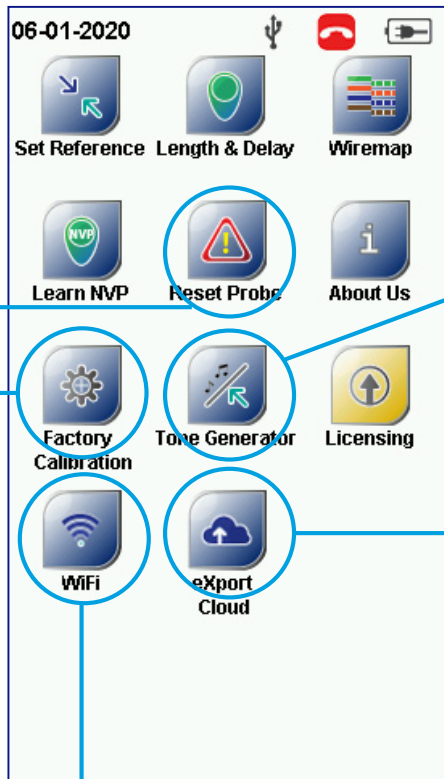 06-01-2020
Set Reference Length & Delay Wiremap
NVP
Learn NVP Reset Probe About Us
Factory Calibration Tone Generator Licensing
WiFi eXport Cloud